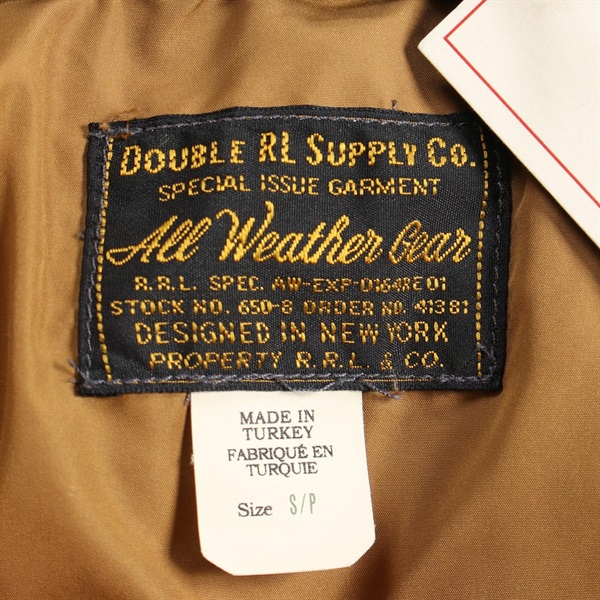 DOUBLE RL SUPPLY CO.
SPECIAL ISSUE GARMENT
All Weather Gear
R.R.L. SPEC. AW-EXP-0164RE01
STOCK NO. 650-8 ORDER NO. 41381
DESIGNED IN NEW YORK
PROPERTY R.R.L. & CO.
MADE IN
TURKEY
FABRIQUÉ EN
TURQUIE
Size S/P